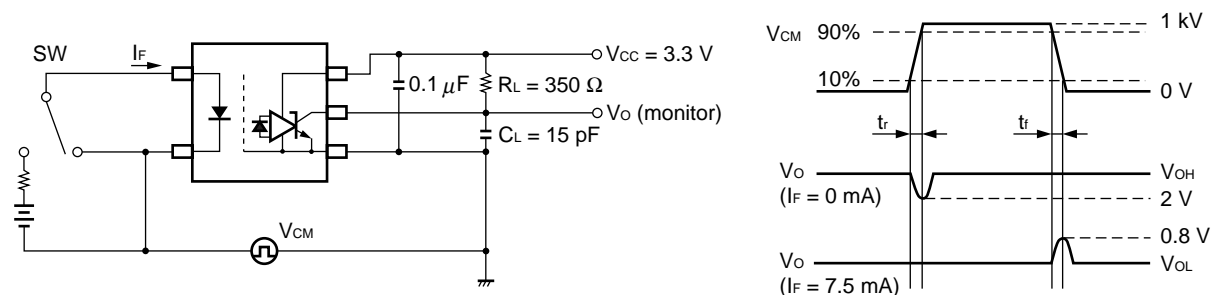 SW
IF
VCC = 3.3 V
0.1 μF
RL = 350 Ω
VO (monitor)
CL = 15 pF
VCM
VCM 90%
10%
1 kV
0 V
tr
tf
VO
(IF = 0 mA)
VOH
2 V
0.8 V
VO
(IF = 7.5 mA)
VOL